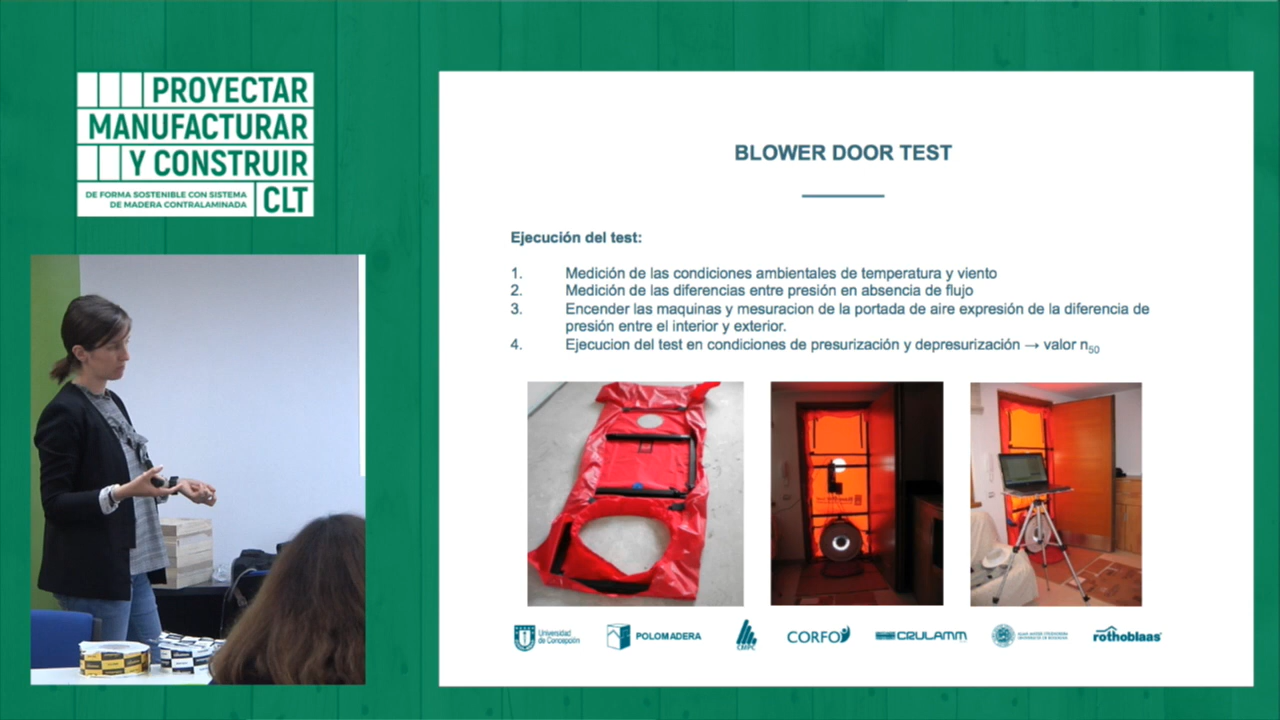 PROYECTAR
MANUFACTURAR
Y CONSTRUIR
DE FORMA SOSTENIBLE CON SISTEMA
DE MADERA CONTRALAMINADA
CLT
BLOWER DOOR TEST
Ejecución del test:
1. Medición de las condiciones ambientales de temperatura y viento
2. Medición de las diferencias entre presión en absencia de flujo
3. Encender las maquinas y mesuracion de la portada de aire expresión de la diferencia de
presión entre el interior y exterior.
4. Ejecucion del test en condiciones de presurización y depresurización → valor n50
Universidad
de Concepción
POLOMADERA
CMPC
CORFO
CRULAMM
rothoblaas